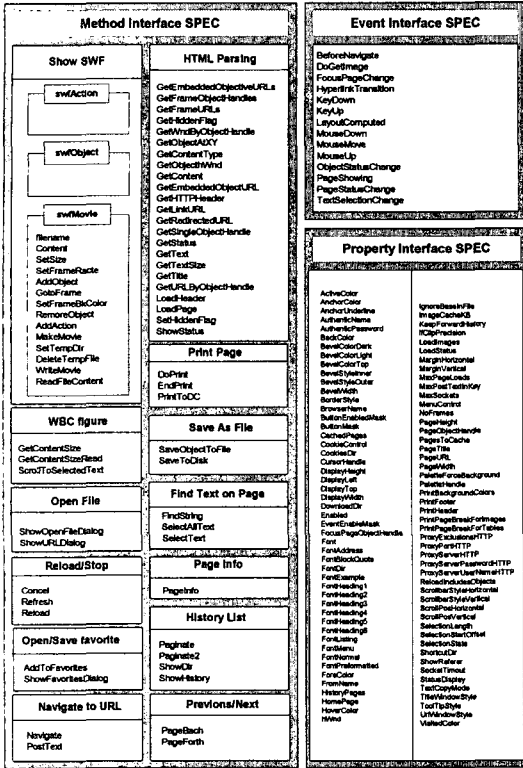 Method Interface SPEC
Show SWF
swfAction
swfObject
swfMovie
filename
Content
SetSize
SetFrameRacte
AddObject
GotoFrame
SetFrameBkColor
RemoreObject
AddAction
MakeMovie
SetTempDir
DeleteTempFile
WriteMovie
ReadFileContent
WBC figure
GetContentSize
GetContentSizeRead
ScrollToSelectedText
Open File
ShowOpenFileDialog
ShowURLDialog
Reload/Stop
Cancel
Refresh
Reload
Open/Save favorite
AddToFavorites
ShowFavoritesDialog
Navigate to URL
Navigate
PostText
HTML Parsing
GetEmbeddedObjectiveURLs
GetFrameObjectHandles
GetFrameURLs
GetHiddenFlag
GetWndByObjectHandle
GetObjectAtXY
GetContentType
GetObjecthWnd
GetContent
GetEmbeddedObjectURL
GetHTTPHeader
GetLinkURL
GetRedirectedURL
GetSingleObjectHandle
GetStatus
GetText
GetTextSize
GetTitle
GetURLByObjectHandle
LoadHeader
LoadPage
SetHiddenFlag
ShowStatus
Print Page
DoPrint
EndPrint
PrintToDC
Save As File
SaveObjectToFile
SaveToDisk
Find Text on Page
FindString
SelectAllText
SelectText
Page Info
PageInfo
History List
Paginate
Paginate2
ShowDir
ShowHistory
Previons/Next
PageBach
PageForth
Event Interface SPEC
BeforeNavigate
DoGetImage
FocusPageChange
HyperlinkTransition
KeyDown
KeyUp
LayoutComputed
MouseDown
MouseMove
MouseUp
ObjectStatusChange
PageShowing
PageStatusChange
TextSelectionChange
Property Interface SPEC
ActiveColor
AnchorColor
AnchorUnderline
AuthenticName
AuthenticPassword
BackColor
BevelColorDark
BevelColorLight
BevelColorTop
BevelStyleInner
BevelStyleOuter
BevelWidth
BorderStyle
BrowserName
ButtonEnabledMask
ButtonMask
CachedPages
CookieControl
CookiesDir
CursorHandle
DisplayHeight
DisplayLeft
DisplayTop
DisplayWidth
DownloadDir
Enabled
EventEnableMask
FocusPageObjectHandle
Font
FontAddress
FontBlockQuote
FontDir
FontExample
FontHeading1
FontHeading2
FontHeading3
FontHeading4
FontHeading5
FontHeading6
FontListing
FontMenu
FontNormal
FontPreformatted
ForeColor
FromName
HistoryPages
HomePage
HoverColor
hWnd
IgnoreBaseInFile
ImageCacheKB
KeepForwardHistory
LoadImages
LoadStatus
MarginHorizontal
MarginVertical
MaxPageLoads
MaxPostTextInKey
MaxSockets
MenuControl
NoFrames
PageHeight
PageObjectHandle
PagesToCache
PageTitle
PageURL
PageWidth
PaletteForceBackground
PaletteHandle
PrintBackgroundColors
PrintFooter
PrintHeader
PrintPageBreakForImages
PrintPageBreakForTables
ProxyExclusionsHTTP
ProxyPortHTTP
ProxyServerHTTP
ProxyServerPasswordHTTP
ProxyServerUserNameHTTP
ReloadIncludesObjects
ScrollbarStyleHorizontal
ScrollbarStyleVertical
ScrollPosHorizontal
ScrollPosVertical
SelectionLength
SelectionStartOffset
SelectionState
ShortcutDir
ShowReferer
SocketTimeout
StatusDisplay
TextCopyMode
TitleWindowStyle
ToolTipStyle
UrlWindowStyle
VisitedColor